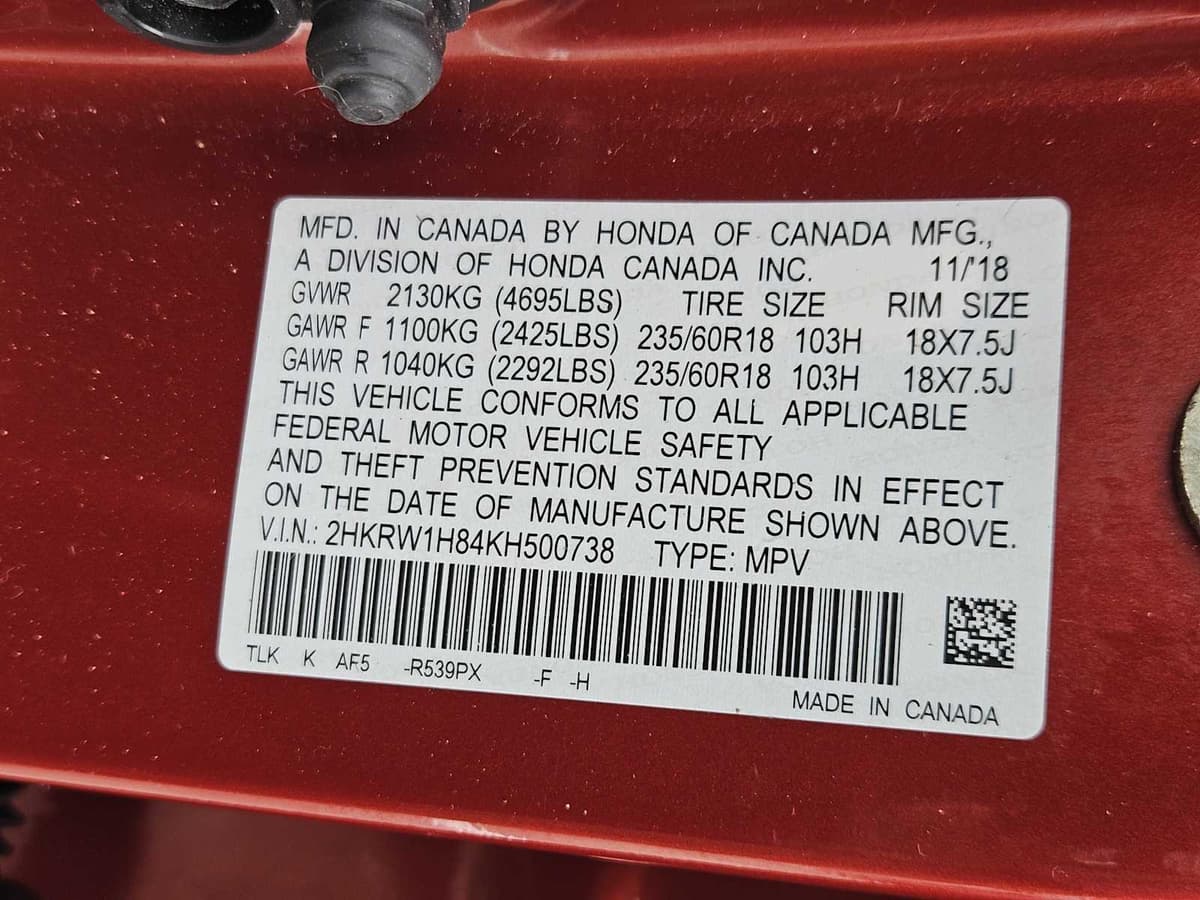 MFD. IN CANADA BY HONDA OF CANADA MFG.,
A DIVISION OF HONDA CANADA INC. 11/'18
GVWR 2130KG (4695LBS) TIRE SIZE RIM SIZE
GAWR F 1100KG (2425LBS) 235/60R18 103H 18X7.5J
GAWR R 1040KG (2292LBS) 235/60R18 103H 18X7.5J
THIS VEHICLE CONFORMS TO ALL APPLICABLE
FEDERAL MOTOR VEHICLE SAFETY
AND THEFT PREVENTION STANDARDS IN EFFECT
ON THE DATE OF MANUFACTURE SHOWN ABOVE.
V.I.N.: 2HKRW1H84KH500738 TYPE: MPV
TLK K AF5 -R539PX -F -H
MADE IN CANADA